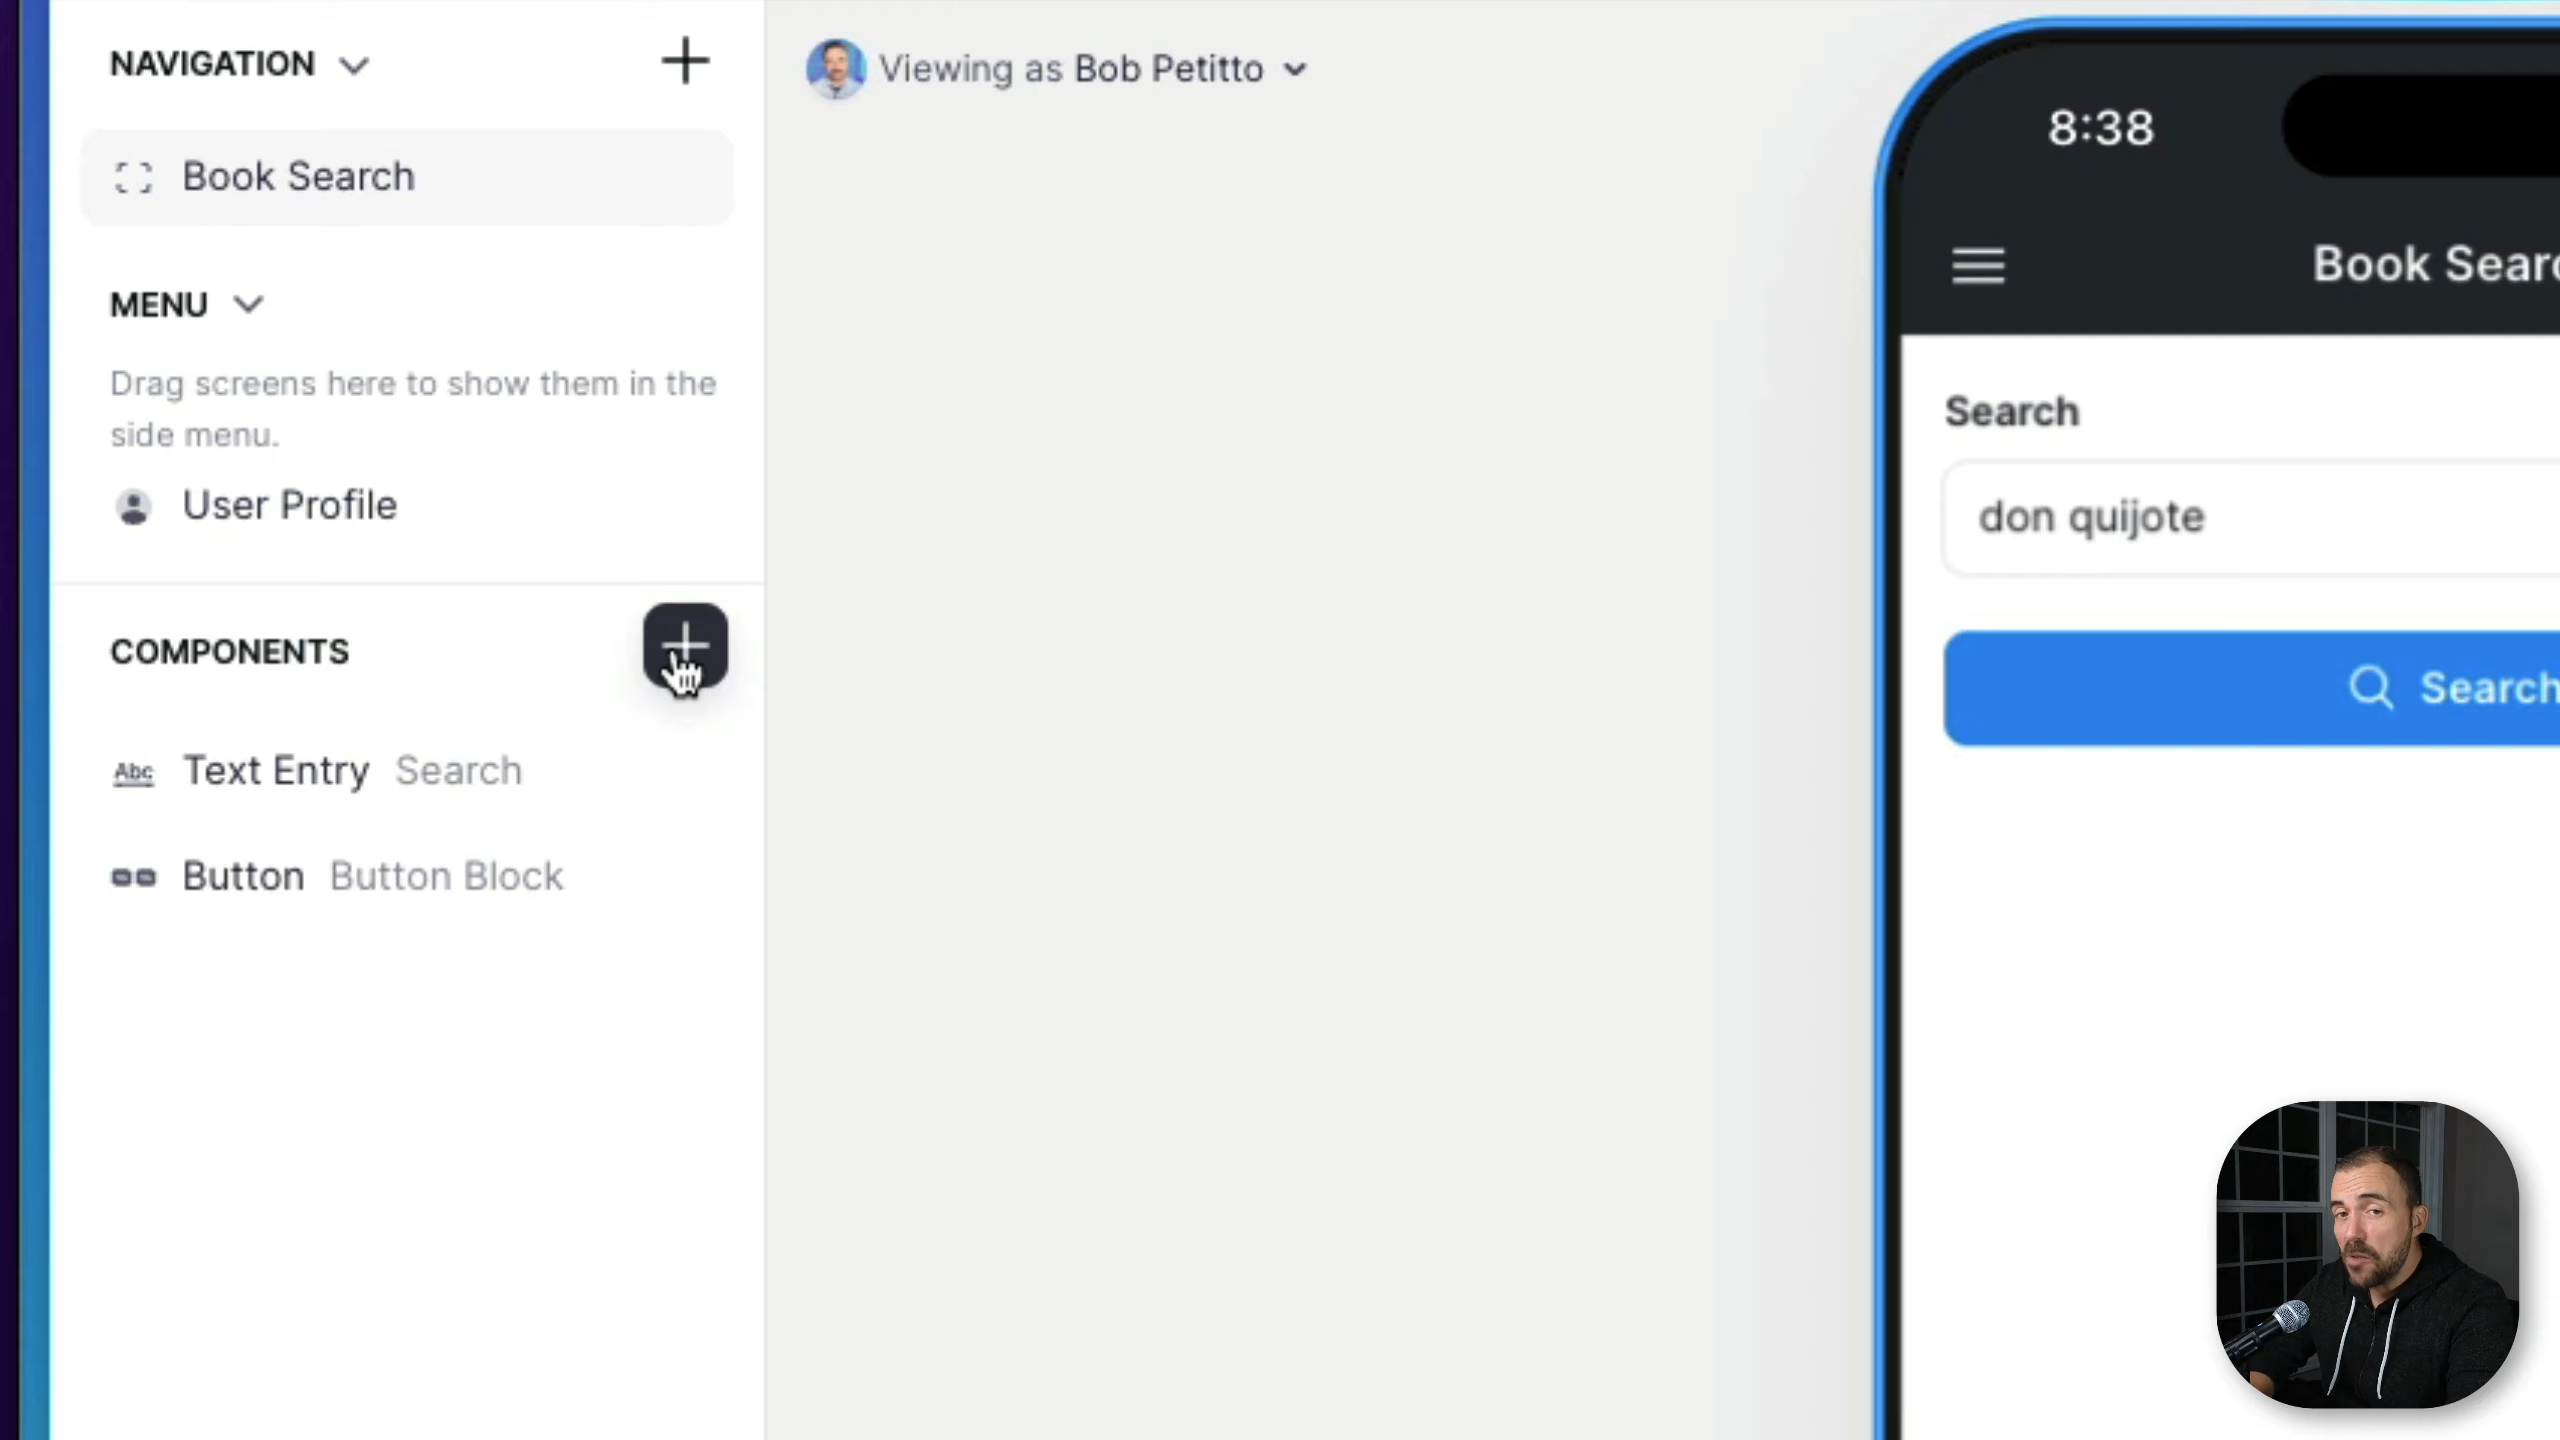 NAVIGATION
Book Search
MENU
Drag screens here to show them in the
side menu.
User Profile
COMPONENTS
Abc Text Entry Search
Button Button Block
Viewing as Bob Petitto
8:38
Book Searc
Search
don quijote
Search